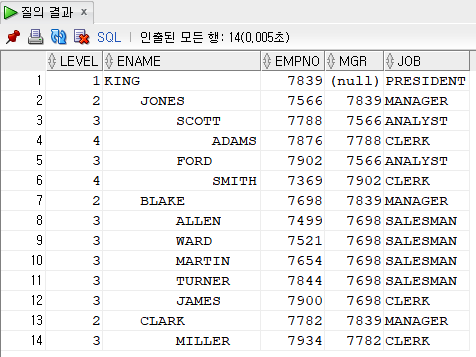 질의 결과 ×
SQL | 인출된 모든 행: 14(0,005초)
LEVEL ENAME EMPNO MGR JOB
1 1 KING 7839 (null) PRESIDENT
2 2 JONES 7566 7839 MANAGER
3 3 SCOTT 7788 7566 ANALYST
4 4 ADAMS 7876 7788 CLERK
5 3 FORD 7902 7566 ANALYST
6 4 SMITH 7369 7902 CLERK
7 2 BLAKE 7698 7839 MANAGER
8 3 ALLEN 7499 7698 SALESMAN
9 3 WARD 7521 7698 SALESMAN
10 3 MARTIN 7654 7698 SALESMAN
11 3 TURNER 7844 7698 SALESMAN
12 3 JAMES 7900 7698 CLERK
13 2 CLARK 7782 7839 MANAGER
14 3 MILLER 7934 7782 CLERK